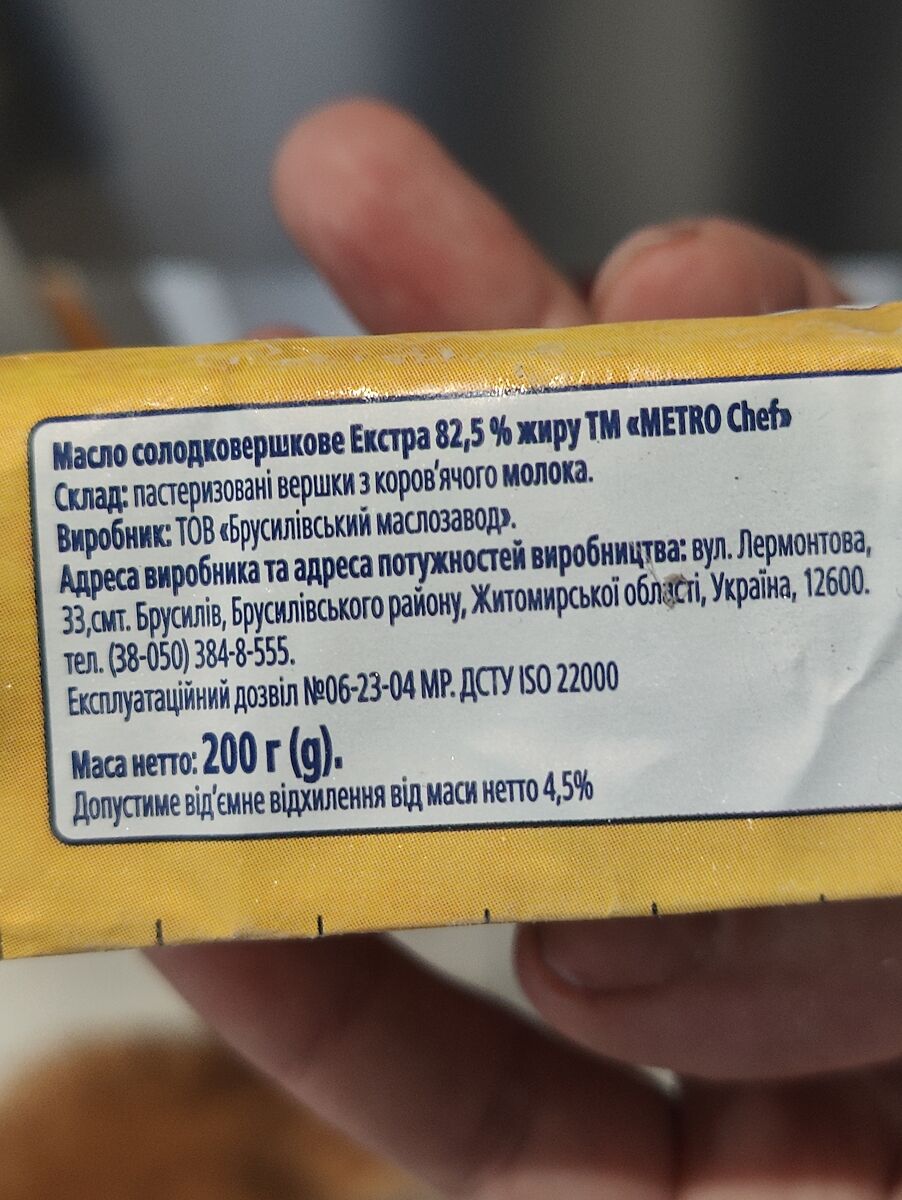 Масло солодковершкове Екстра 82,5 % жиру ТМ «METRO Chef»
Склад: пастеризовані вершки з коров'ячого молока.
Виробник: ТОВ «Брусилівський маслозавод».
Адреса виробника та адреса потужностей виробництва: вул. Лермонтова,
33,смт. Брусилів, Брусилівського району, Житомирської області, Україна, 12600.
тел. (38-050) 384-8-555.
Експлуатаційний дозвіл №06-23-04 МР. ДСТУ ISO 22000
Маса нетто: 200 г (g).
Допустиме від'ємне відхилення від маси нетто 4,5%